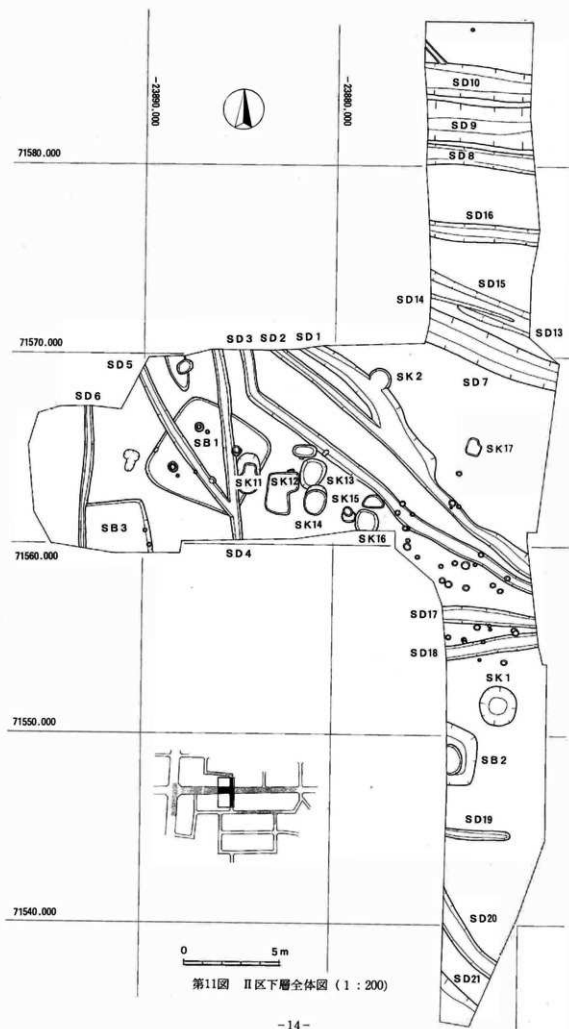 -23890.000
-23880.000
SD10
SD9
71580.000
SD8
SD16
SD15
SD14
SD13
71570.000
SD3 SD2 SD1
SD5
SK2
SD7
SD6
SB1
SK17
SK11
SK12
SK13
SK15
SK14
SB3
SK16
71560.000
SD4
SD17
SD18
SK1
71550.000
SB2
SD19
71540.000
SD20
0 5m
SD21
第11図 Ⅱ区下層全体図 (1:200)
-14-